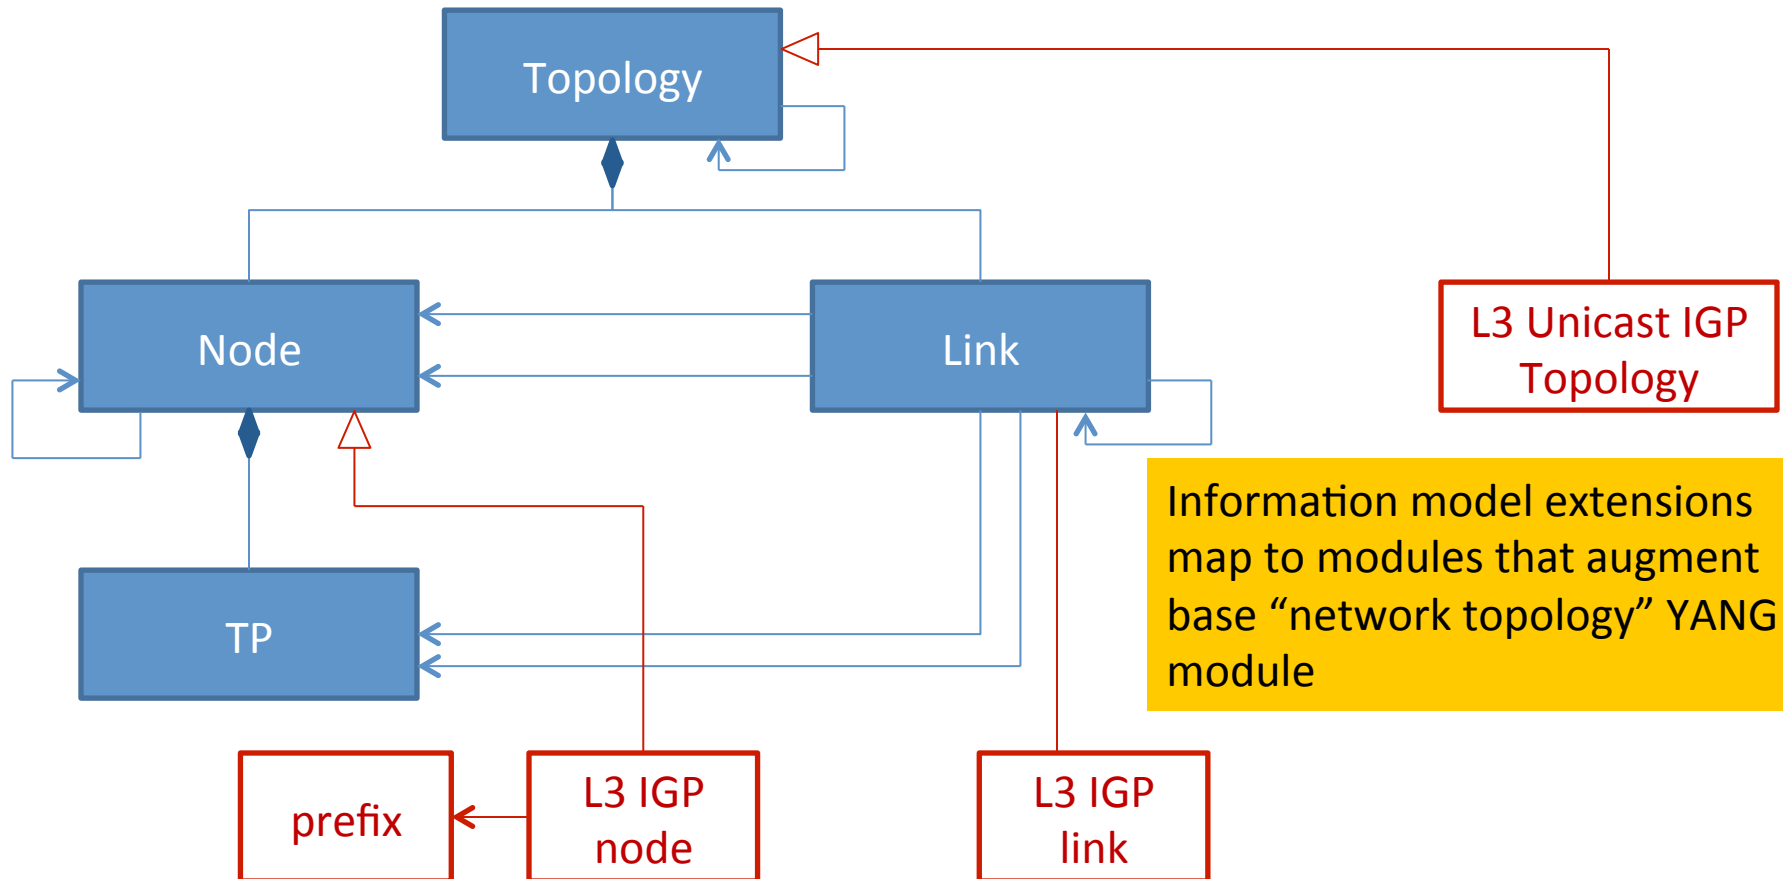 Topology
Node
Link
L3 Unicast IGP
Topology
Information model extensions
map to modules that augment
base “network topology” YANG
module
TP
prefix
L3 IGP
node
L3 IGP
link